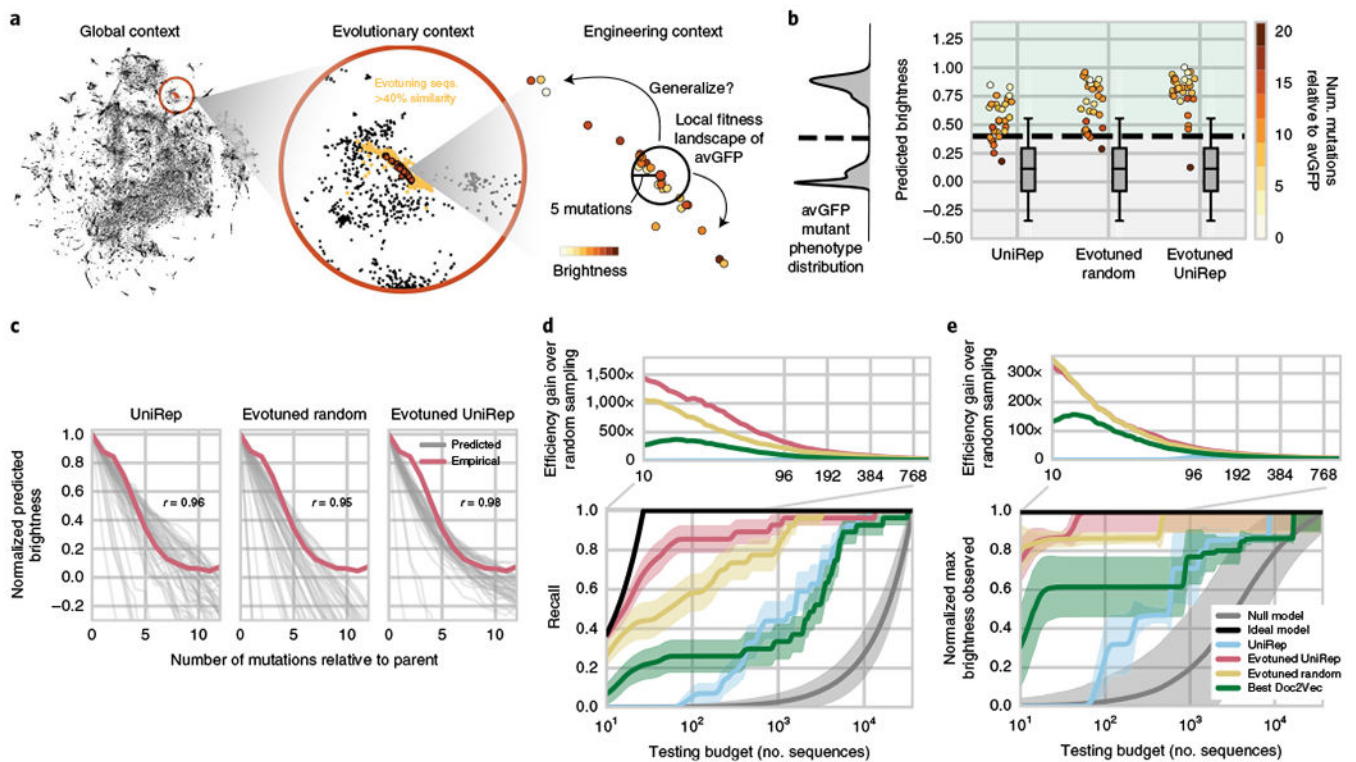 a
Global context
Evolutionary context
Engineering context
Evotuning seqs.
>40% similarity
Generalize?
Local fitness
landscape of
avGFP
5 mutations
Brightness
b
avGFP
mutant
phenotype
distribution
Predicted brightness
1.25
1.00
0.75
0.50
0.25
0.00
−0.25
−0.50
UniRep
Evotuned
random
Evotuned
UniRep
20
15
10
5
0
Num. mutations
relative to avGFP
c
UniRep
Evotuned random
Evotuned UniRep
Normalized predicted
brightness
1.0
0.8
0.6
0.4
0.2
0.0
−0.2
r = 0.96
r = 0.95
Predicted
Empirical
r = 0.98
0 5 10 0 5 10 0 5 10
Number of mutations relative to parent
d
Efficiency gain over
random sampling
1,500×
1,000×
500×
0
10 96 192 384 768
Recall
1.0
0.8
0.6
0.4
0.2
0.0
10¹ 10² 10³ 10⁴
Testing budget (no. sequences)
e
Efficiency gain over
random sampling
300×
200×
100×
0
10 96 192 384 768
Normalized max
brightness observed
1.0
0.8
0.6
0.4
0.2
0.0
Null model
Ideal model
UniRep
Evotuned UniRep
Evotuned random
Best Doc2Vec
10¹ 10² 10³ 10⁴
Testing budget (no. sequences)